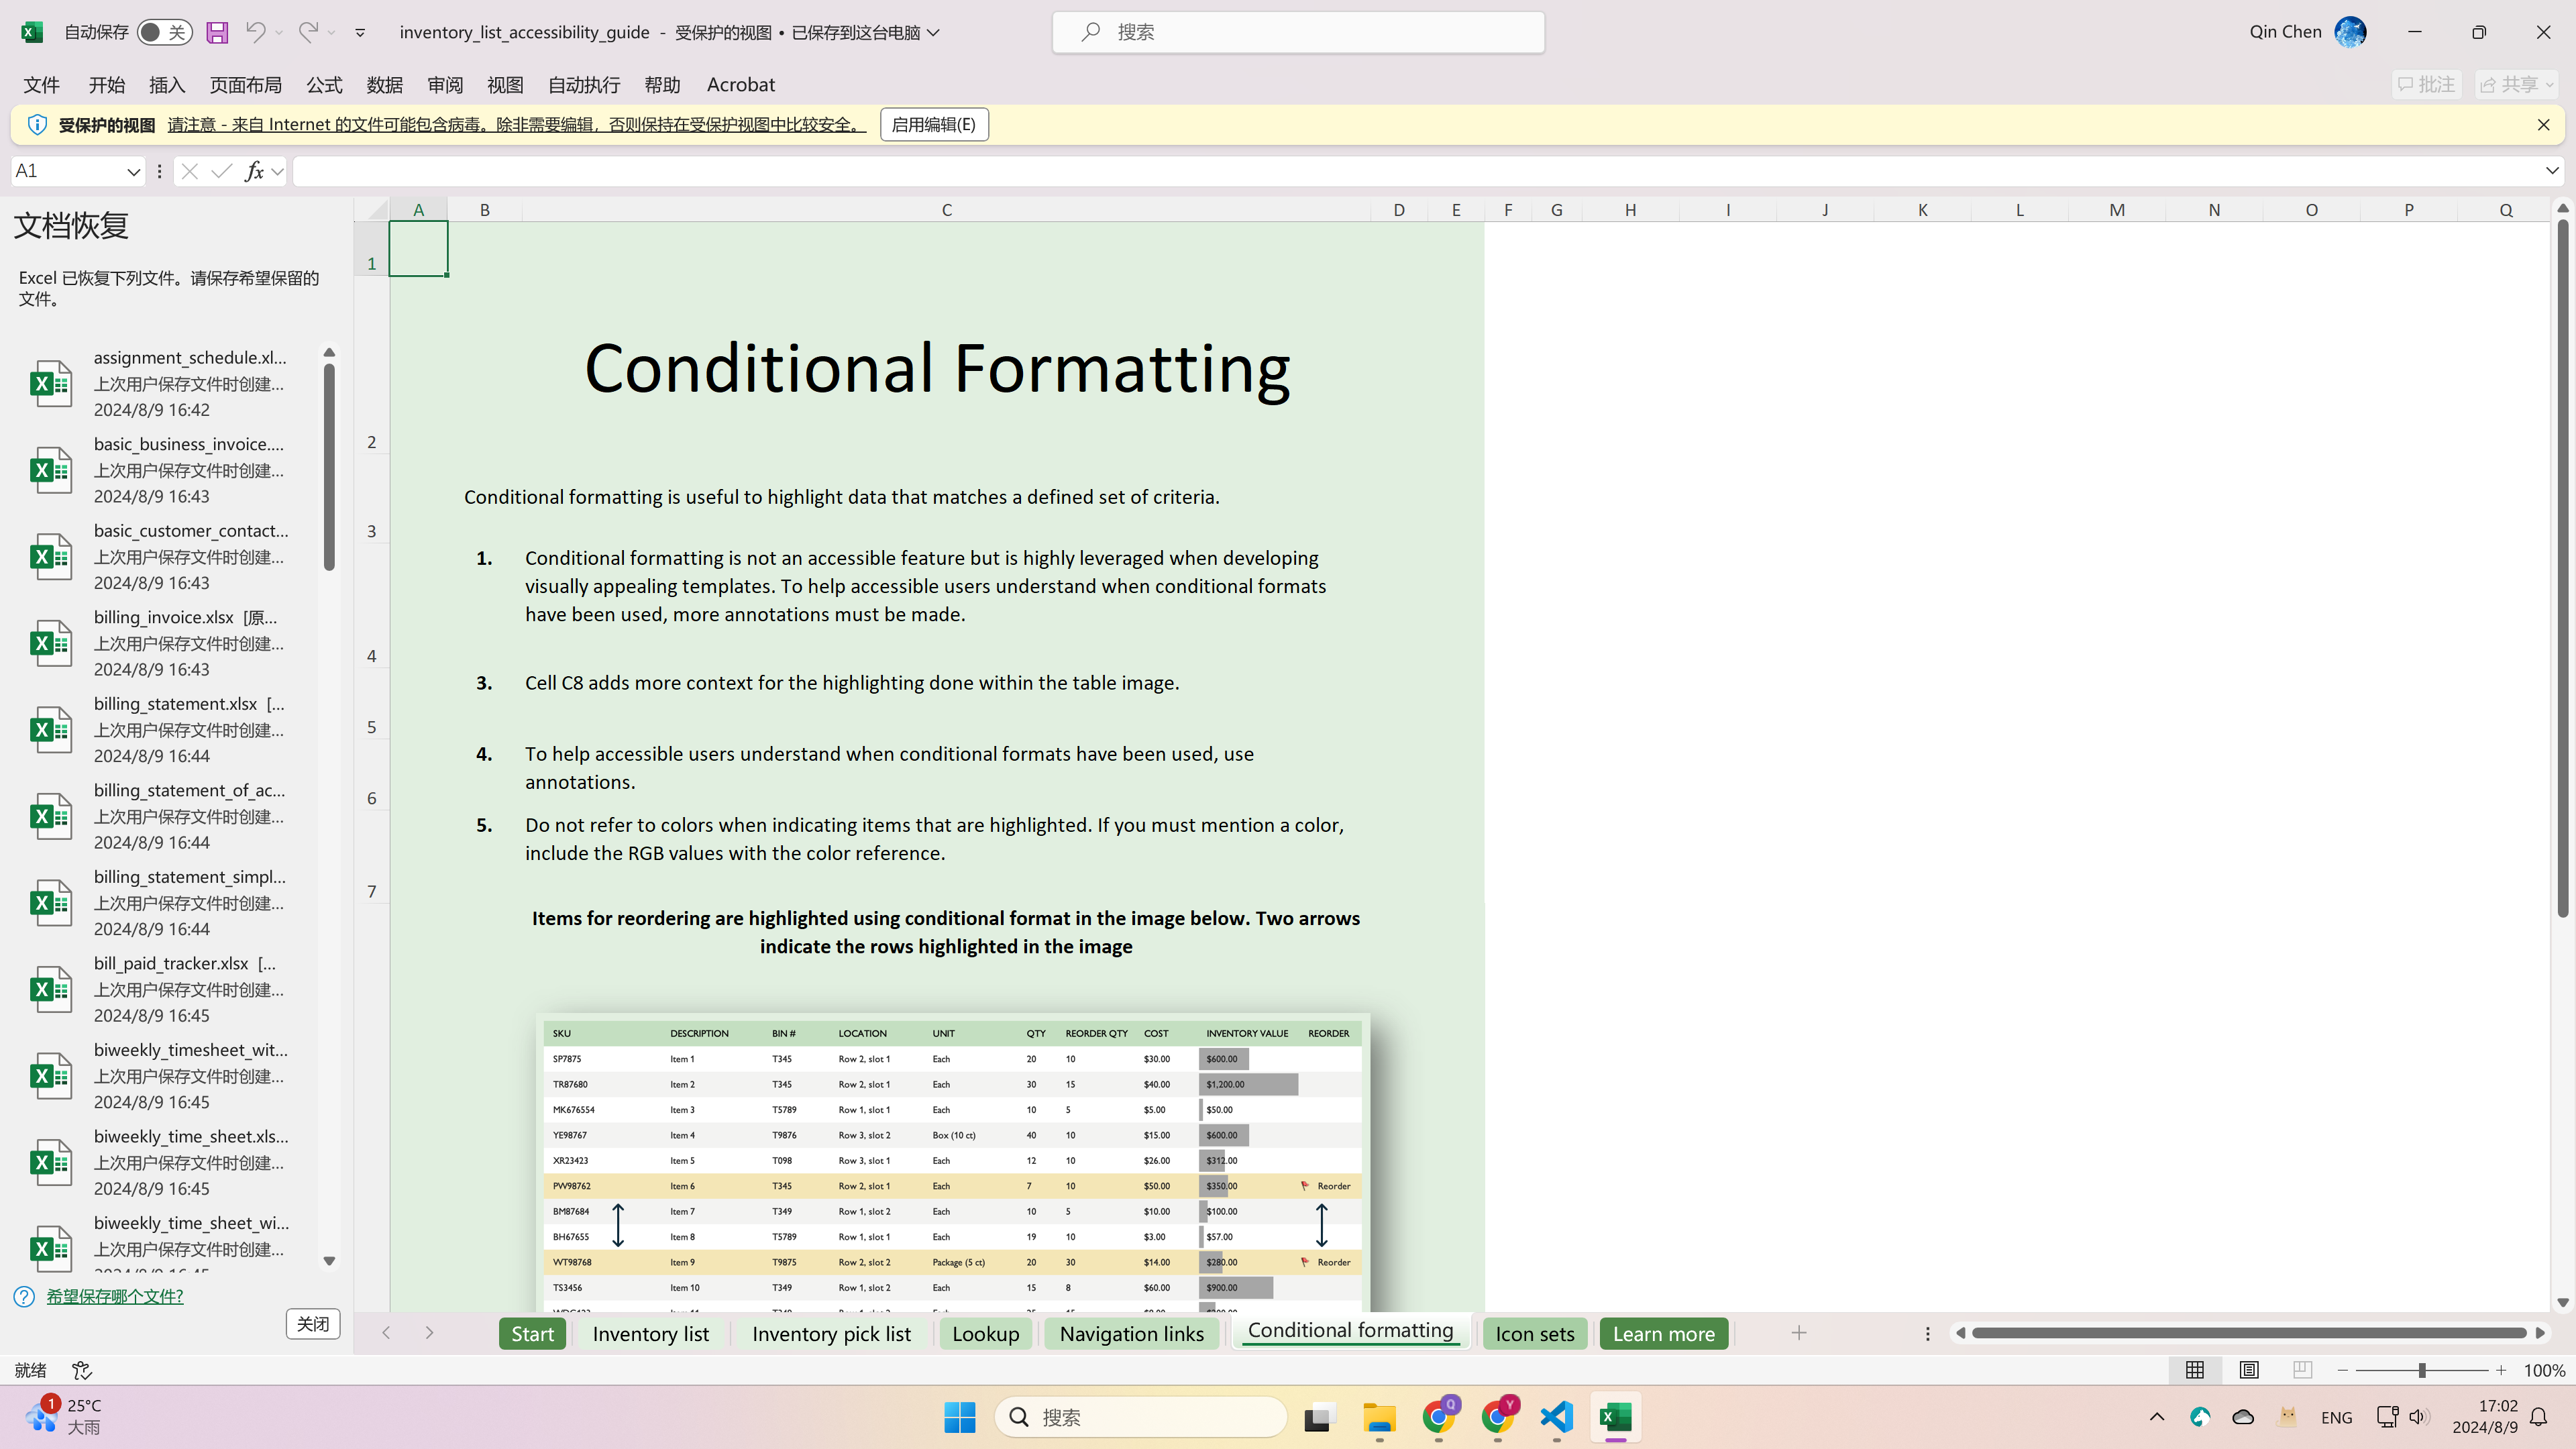 自动保存 关 inventory_list_accessibility_guide - 受保护的视图 • 已保存到这台电脑 搜索 Qin Chen
文件 开始 插入 页面布局 公式 数据 审阅 视图 自动执行 帮助 Acrobat 批注 共享
受保护的视图 请注意 - 来自 Internet 的文件可能包含病毒。除非需要编辑，否则保持在受保护视图中比较安全。 启用编辑(E)
A1 fx
文档恢复
Excel 已恢复下列文件。请保存希望保留的
文件。
assignment_schedule.xl...
上次用户保存文件时创建...
2024/8/9 16:42
basic_business_invoice....
上次用户保存文件时创建...
2024/8/9 16:43
basic_customer_contact...
上次用户保存文件时创建...
2024/8/9 16:43
billing_invoice.xlsx [原...
上次用户保存文件时创建...
2024/8/9 16:43
billing_statement.xlsx [...
上次用户保存文件时创建...
2024/8/9 16:44
billing_statement_of_ac...
上次用户保存文件时创建...
2024/8/9 16:44
billing_statement_simpl...
上次用户保存文件时创建...
2024/8/9 16:44
bill_paid_tracker.xlsx [...
上次用户保存文件时创建...
2024/8/9 16:45
biweekly_timesheet_wit...
上次用户保存文件时创建...
2024/8/9 16:45
biweekly_time_sheet.xls...
上次用户保存文件时创建...
2024/8/9 16:45
biweekly_time_sheet_wi...
上次用户保存文件时创建...
2024/8/9 16:45
希望保存哪个文件?
关闭
A B C D E F G H I J K L M N O P Q
1
2
3
4
5
6
7
Conditional Formatting
Conditional formatting is useful to highlight data that matches a defined set of criteria.
1. Conditional formatting is not an accessible feature but is highly leveraged when developing
visually appealing templates. To help accessible users understand when conditional formats
have been used, more annotations must be made.
3. Cell C8 adds more context for the highlighting done within the table image.
4. To help accessible users understand when conditional formats have been used, use
annotations.
5. Do not refer to colors when indicating items that are highlighted. If you must mention a color,
include the RGB values with the color reference.
Items for reordering are highlighted using conditional format in the image below. Two arrows
indicate the rows highlighted in the image
SKU DESCRIPTION BIN # LOCATION UNIT QTY REORDER QTY COST INVENTORY VALUE REORDER
SP7875 Item 1 T345 Row 2, slot 1 Each 20 10 $30.00 $600.00
TR87680 Item 2 T345 Row 2, slot 1 Each 30 15 $40.00 $1,200.00
MK676554 Item 3 T5789 Row 1, slot 1 Each 10 5 $5.00 $50.00
YE98767 Item 4 T9876 Row 3, slot 2 Box (10 ct) 40 10 $15.00 $600.00
XR23423 Item 5 T098 Row 3, slot 1 Each 12 10 $26.00 $312.00
PW98762 Item 6 T345 Row 2, slot 1 Each 7 10 $50.00 $350.00 Reorder
BM87684 Item 7 T349 Row 1, slot 2 Each 10 5 $10.00 $100.00
BH67655 Item 8 T5789 Row 1, slot 1 Each 19 10 $3.00 $57.00
WT98768 Item 9 T9875 Row 2, slot 2 Package (5 ct) 20 30 $14.00 $280.00 Reorder
TS3456 Item 10 T349 Row 1, slot 2 Each 15 8 $60.00 $900.00
Start Inventory list Inventory pick list Lookup Navigation links Conditional formatting Icon sets Learn more
就绪 100%
1 25°C
大雨
搜索
Q Y
ENG
17:02
2024/8/9